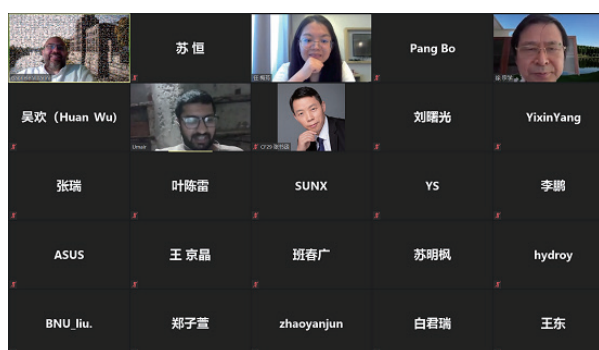 苏 恒
Pang Bo
吴欢（Huan Wu)
Umair
刘曙光
YixinYang
张瑞
叶陈雷
SUNX
YS
李鹏
ASUS
王 京晶
班春广
苏明枫
hydroy
BNU_liu.
郑子萱
zhaoyanjun
白君瑞
王东